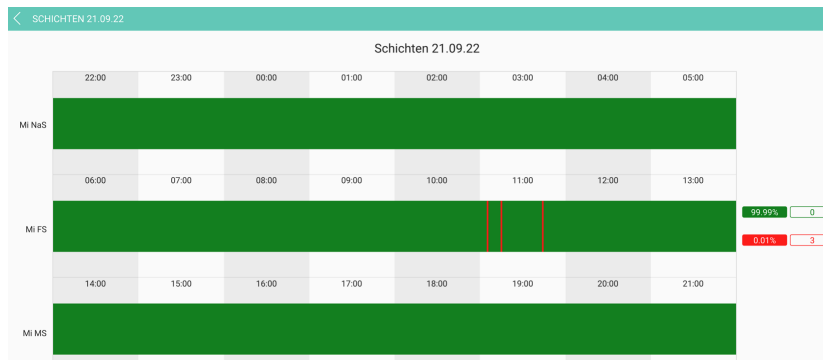 SCHICHTEN 21.09.22
Schichten 21.09.22
22:00 23:00 00:00 01:00 02:00 03:00 04:00 05:00
Mi NaS
06:00 07:00 08:00 09:00 10:00 11:00 12:00 13:00
99.99% 0
Mi FS
0.01% 3
14:00 15:00 16:00 17:00 18:00 19:00 20:00 21:00
Mi MS